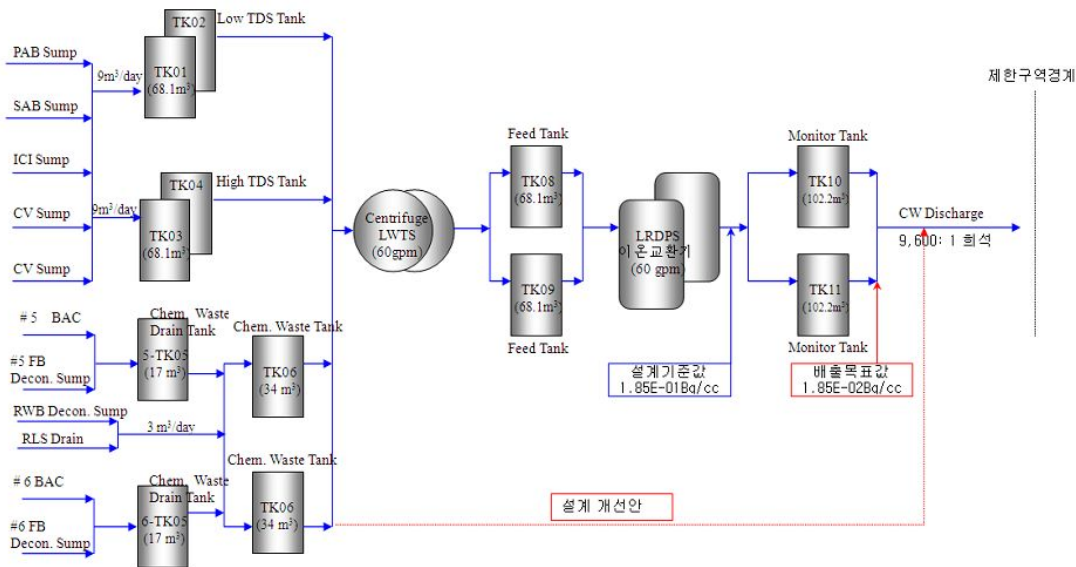 TK02
Low TDS Tank
PAB Sump
9m³/day
TK01
(68.1m³)
SAB Sump
ICI Sump
TK04
High TDS Tank
CV Sump
9m³/day
TK03
(68.1m³)
CV Sump
Centrifuge
LWTS
(60gpm)
Feed Tank
TK08
(68.1m³)
TK09
(68.1m³)
Feed Tank
LRDPS
이온교환기
(60 gpm)
Monitor Tank
TK10
(102.2m³)
TK11
(102.2m³)
Monitor Tank
CW Discharge
9,600: 1 희석
제한구역경계
설계기준값
1.85E-01Bq/cc
배출목표값
1.85E-02Bq/cc
# 5 BAC
#5 FB
Decon. Sump
Chem. Waste
Drain Tank
5-TK05
(17 m³)
Chem. Waste Tank
TK06
(34 m³)
RWB Decon. Sump
RLS Drain
3 m³/day
# 6 BAC
#6 FB
Decon. Sump
Chem. Waste
Drain Tank
6-TK05
(17 m³)
Chem. Waste Tank
TK06
(34 m³)
설계 개선안